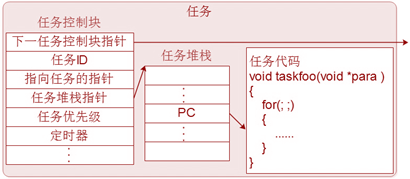 任务
任务控制块
下一任务控制块指针
任务ID
指向任务的指针
任务堆栈指针
任务优先级
定时器
⋮
任务堆栈
⋮
PC
⋮
任务代码
void taskfoo(void *para )
{
for(; ;)
{
......
}
}